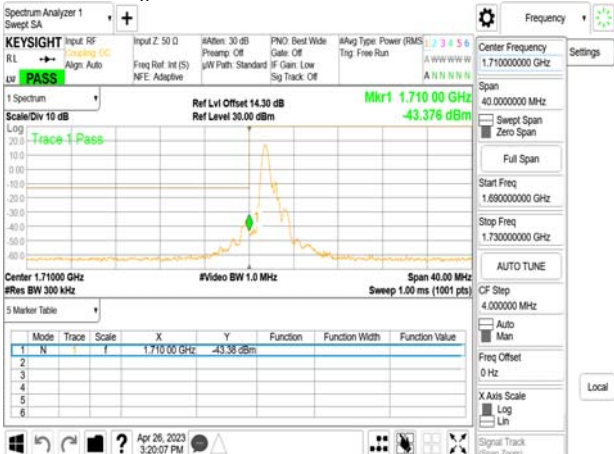 Spectrum Analyzer 1
Swept SA
Frequency
KEYSIGHT
RL
PASS
Input: RF
Coupling: DC
Align: Auto
Input Z: 50 Ω
Freq Ref: Int (S)
NFE: Adaptive
#Atten: 30 dB
Preamp: Off
µW Path: Standard
PNO: Best Wide
Gate: Off
IF Gain: Low
Sig Track: Off
#Avg Type: Power (RMS
Trig: Free Run
1 2 3 4 5 6
A W W W W W
A N N N N N
1 Spectrum
Scale/Div 10 dB
Ref Lvl Offset 14.30 dB
Ref Level 30.00 dBm
Mkr1 1.710 00 GHz
-43.376 dBm
Log
Trace 1 Pass
20.0
10.0
0.00
-10.0
-20.0
-30.0
-40.0
-50.0
-60.0
Center 1.71000 GHz
#Res BW 300 kHz
#Video BW 1.0 MHz
Span 40.00 MHz
Sweep 1.00 ms (1001 pts)
5 Marker Table
Mode Trace Scale X Y Function Function Width Function Value
1 N 1 f 1.710 00 GHz -43.38 dBm
2
3
4
5
6
Apr 26, 2023
3:20:07 PM
Center Frequency
1.710000000 GHz
Span
40.0000000 MHz
Swept Span
Zero Span
Full Span
Start Freq
1.690000000 GHz
Stop Freq
1.730000000 GHz
AUTO TUNE
CF Step
4.000000 MHz
Auto
Man
Freq Offset
0 Hz
X Axis Scale
Log
Lin
Signal Track
Settings
Local